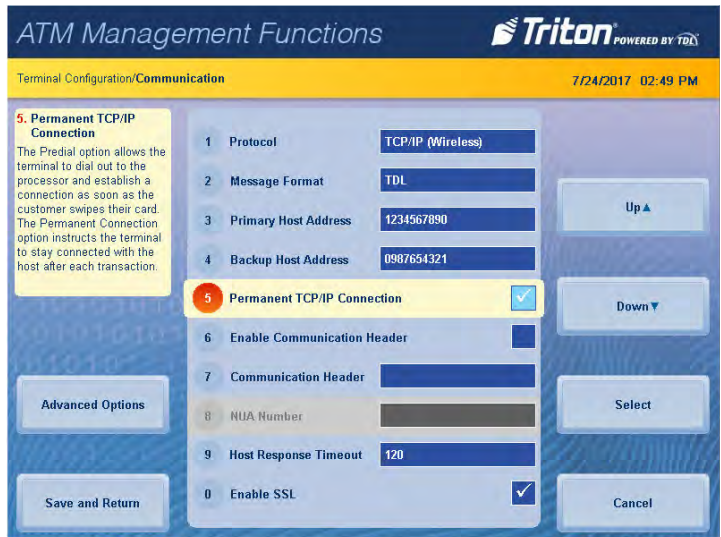 ATM Management Functions
Triton POWERED BY TDL
Terminal Configuration/Communication
7/24/2017 02:49 PM
5. Permanent TCP/IP
Connection
The Predial option allows the
terminal to dial out to the
processor and establish a
connection as soon as the
customer swipes their card.
The Permanent Connection
option instructs the terminal
to stay connected with the
host after each transaction.
1 Protocol TCP/IP (Wireless)
2 Message Format TDL
3 Primary Host Address 1234567890
4 Backup Host Address 0987654321
5 Permanent TCP/IP Connection
6 Enable Communication Header
7 Communication Header
8 NUA Number
9 Host Response Timeout 120
0 Enable SSL
Up▲
Down▼
Advanced Options
Select
Save and Return
Cancel